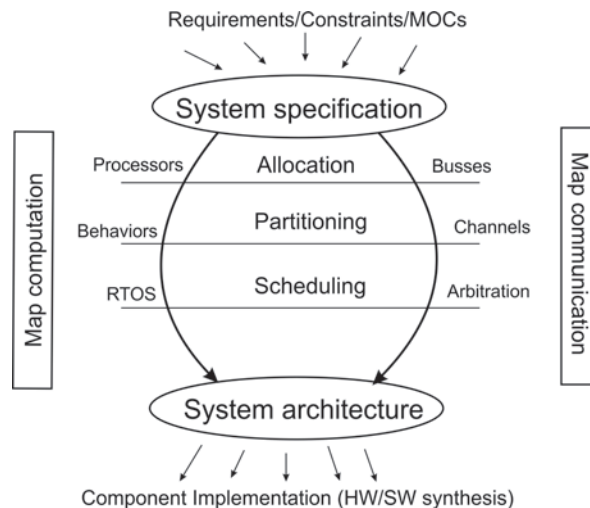 Requirements/Constraints/MOCs
System specification
Processors
Allocation
Busses
Behaviors
Partitioning
Channels
RTOS
Scheduling
Arbitration
Map computation
Map communication
System architecture
Component Implementation (HW/SW synthesis)